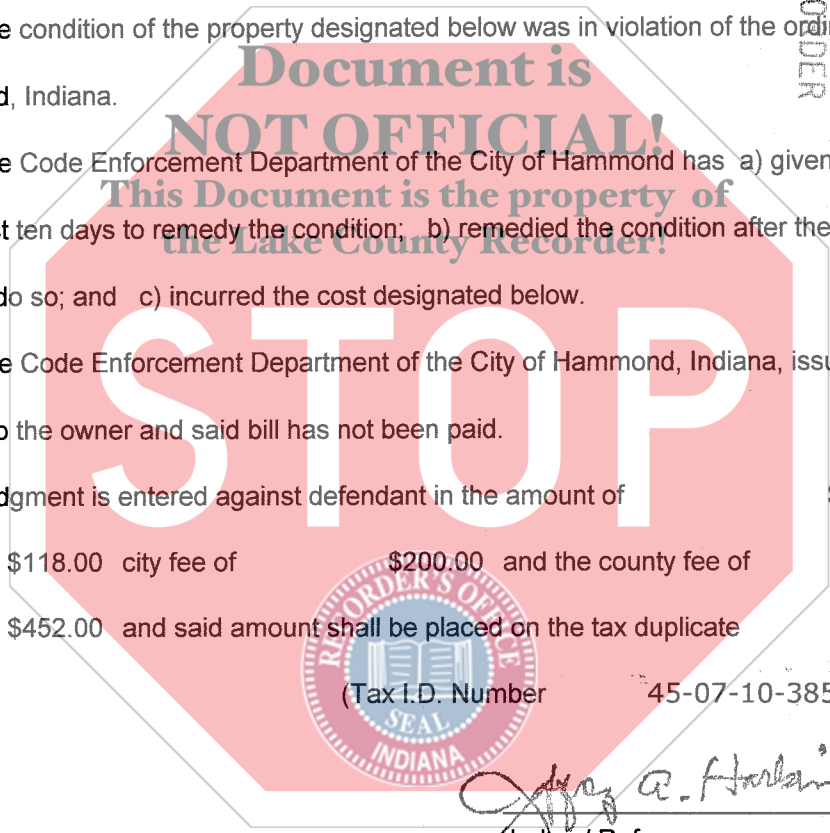 e condition of the property designated below was in violation of the ordi
ORDER
Document is
d, Indiana.
NOT OFFICIAL!
e Code Enforcement Department of the City of Hammond has a) given
This Document is the property of
t ten days to remedy the condition; b) remedied the condition after the
the Lake County Recorder!
do so; and c) incurred the cost designated below.
STOP
e Code Enforcement Department of the City of Hammond, Indiana, issu
o the owner and said bill has not been paid.
dgment is entered against defendant in the amount of $
$118.00 city fee of $200.00 and the county fee of
$452.00 and said amount shall be placed on the tax duplicate
RECORDER'S OFFICE
(Tax I.D. Number 45-07-10-385
SEAL
INDIANA
a.